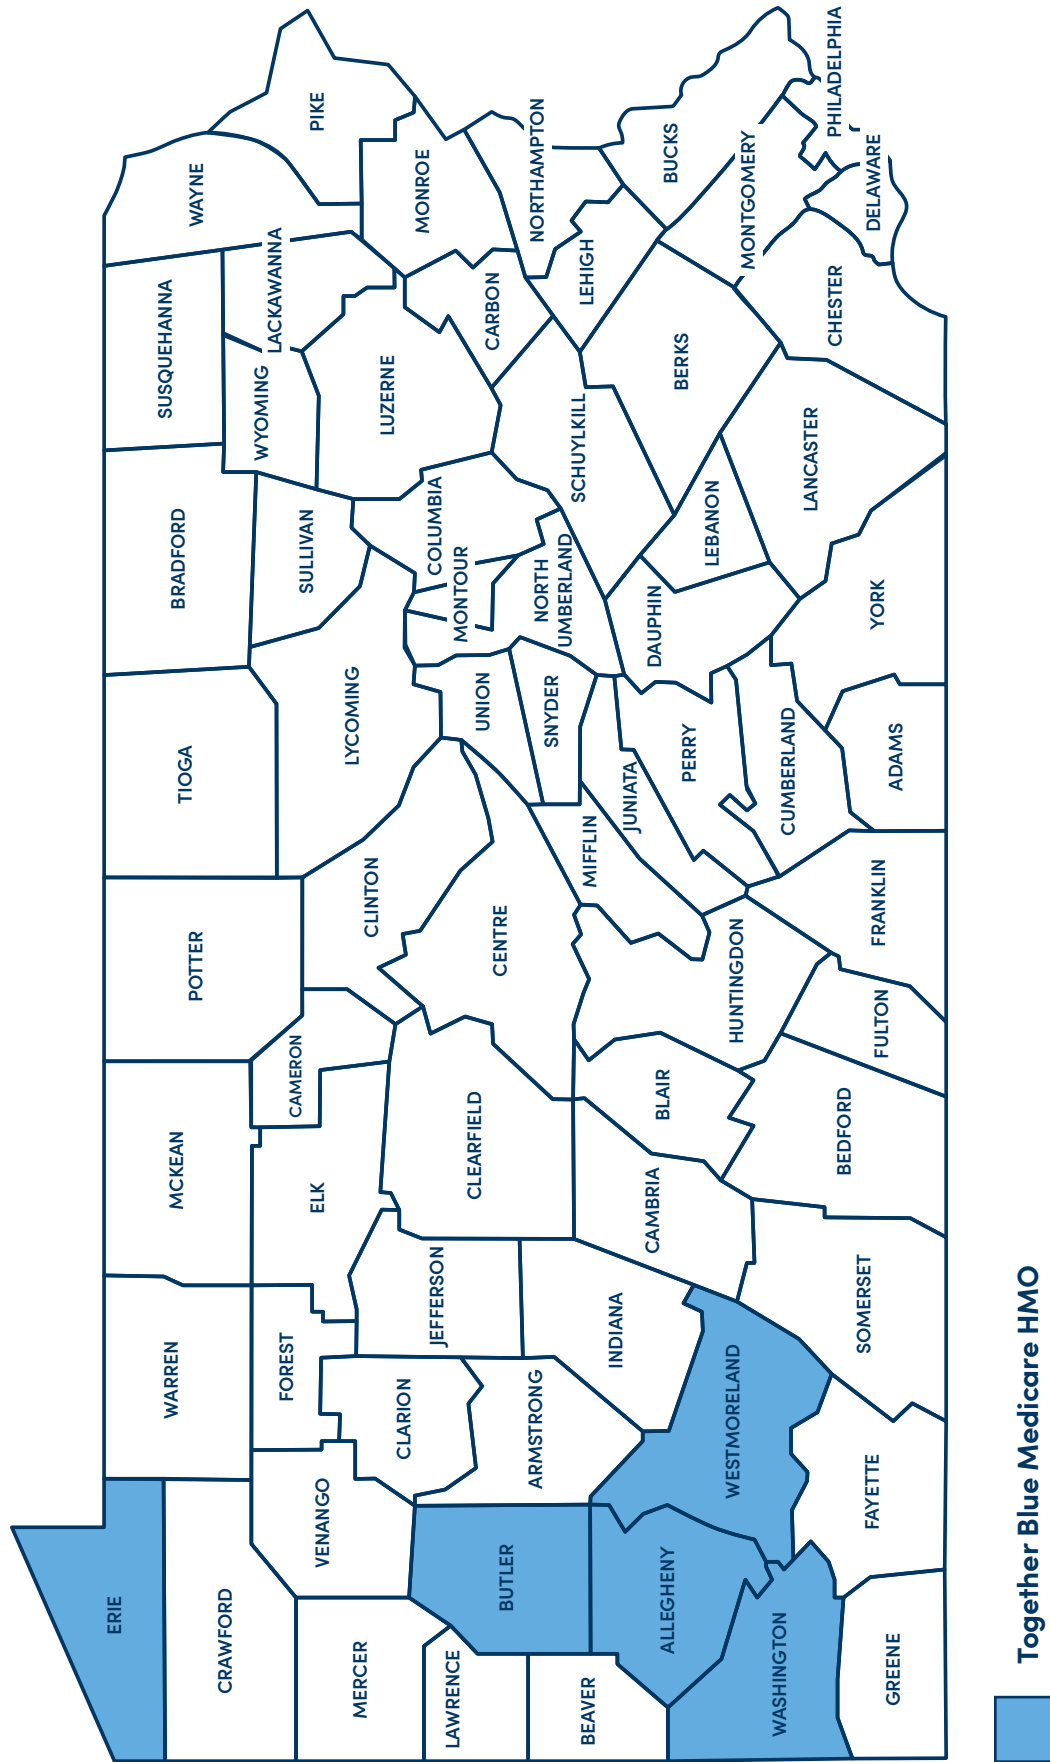 ERIE
CRAWFORD
WARREN
MCKEAN
POTTER
TIOGA
BRADFORD
SUSQUEHANNA
WAYNE
PIKE
MERCER
VENANGO
FOREST
ELK
CAMERON
CLINTON
LYCOMING
SULLIVAN
WYOMING
LACKAWANNA
LUZERNE
MONROE
LAWRENCE
BUTLER
CLARION
JEFFERSON
CLEARFIELD
CENTRE
UNION
MONTOUR
COLUMBIA
CARBON
NORTHAMPTON
BEAVER
ARMSTRONG
INDIANA
CAMBRIA
BLAIR
HUNTINGDON
MIFFLIN
JUNIATA
SNYDER
NORTH
UMBERLAND
SCHUYLKILL
LEHIGH
ALLEGHENY
WESTMORELAND
PERRY
DAUPHIN
LEBANON
BERKS
MONTGOMERY
BUCKS
WASHINGTON
GREENE
FAYETTE
SOMERSET
BEDFORD
FULTON
FRANKLIN
CUMBERLAND
ADAMS
YORK
LANCASTER
CHESTER
DELAWARE
PHILADELPHIA
Together Blue Medicare HMO